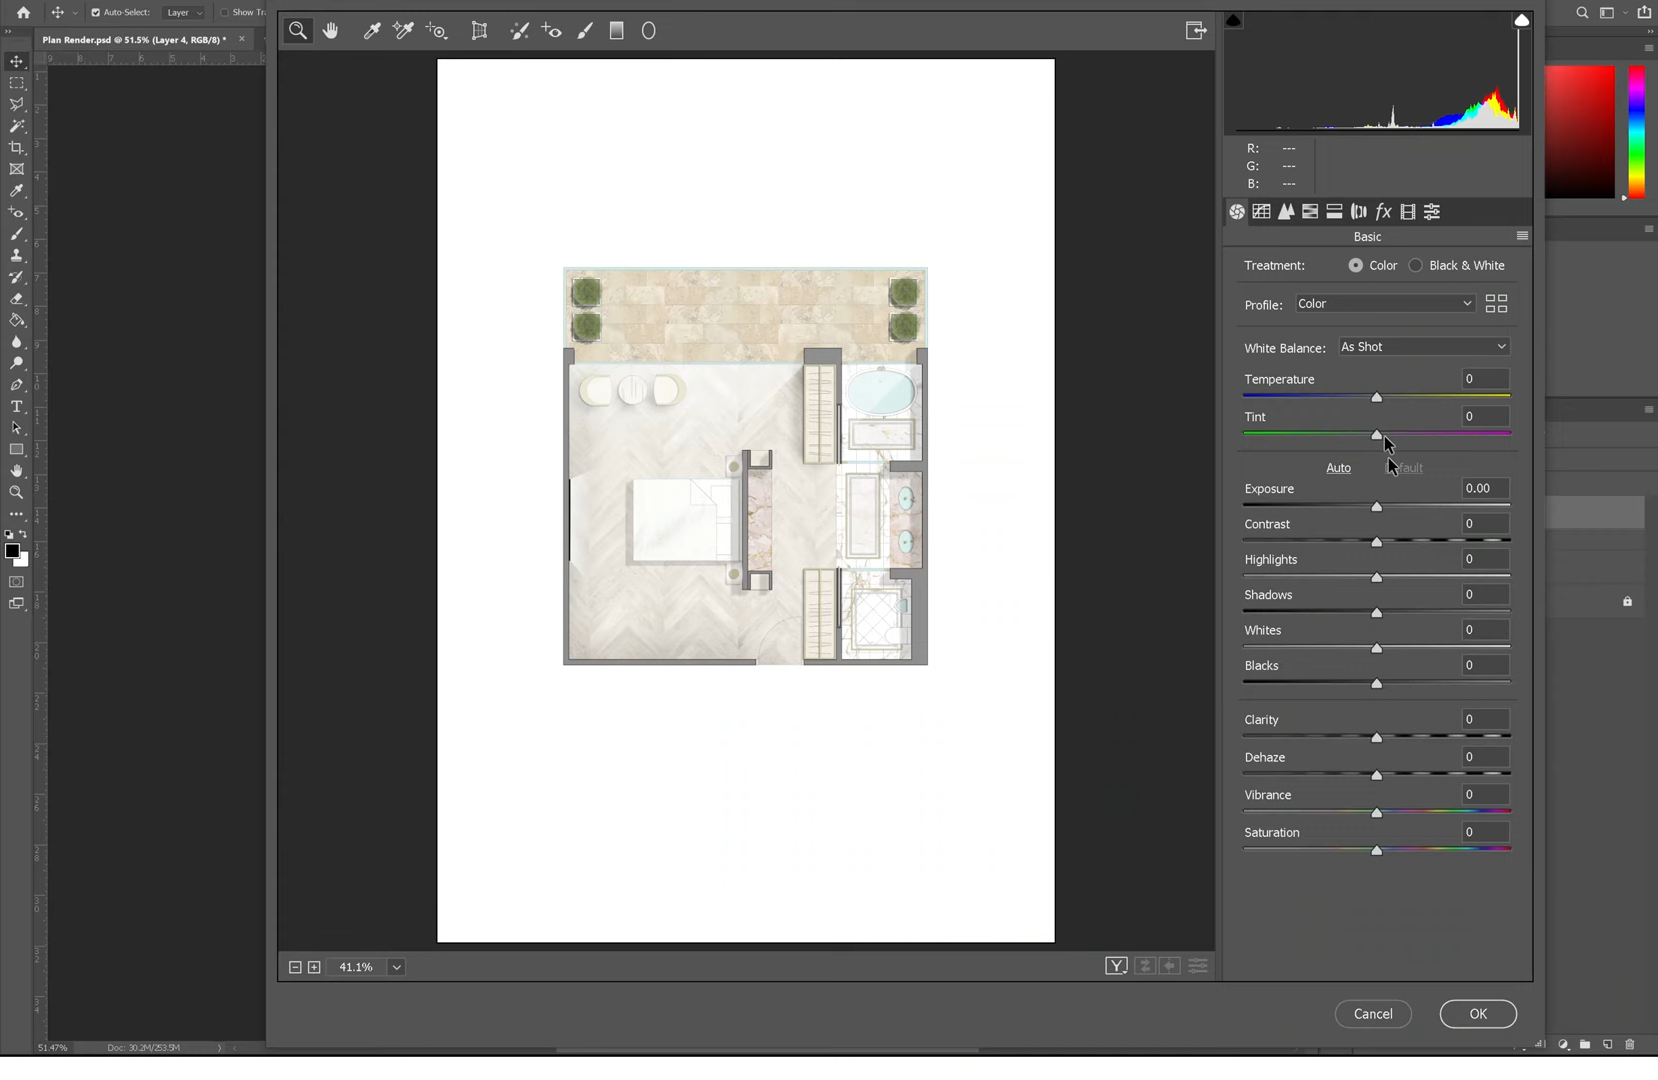 Auto-Select:
Layer
Show Tra
Plan Render.psd @ 51.5% (Layer 4, RGB/8) *
R: ---
G: ---
B: ---
Basic
Treatment:
Color
Black & White
Profile:
Color
White Balance:
As Shot
Temperature
0
Tint
0
Auto
fault
Exposure
0.00
Contrast
0
Highlights
0
Shadows
0
Whites
0
Blacks
0
Clarity
0
Dehaze
0
Vibrance
0
Saturation
0
41.1%
Cancel
OK
51.47%
Doc: 30.2M/253.5M